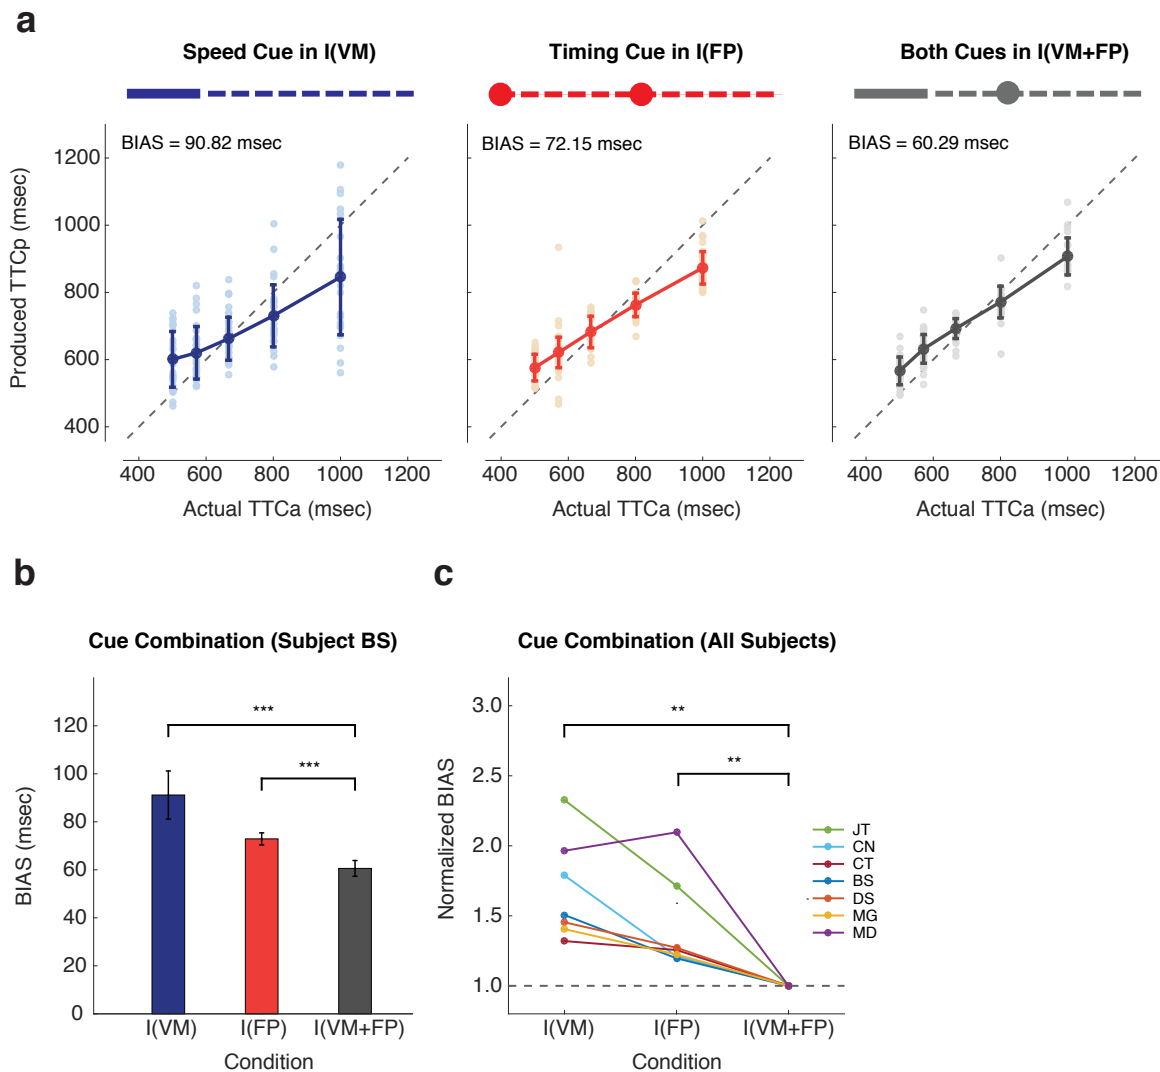 a
Speed Cue in I(VM)
Timing Cue in I(FP)
Both Cues in I(VM+FP)
BIAS = 90.82 msec
BIAS = 72.15 msec
BIAS = 60.29 msec
Produced TTCp (msec)
1200
1000
800
600
400
400 600 800 1000 1200
400 600 800 1000 1200
400 600 800 1000 1200
Actual TTCa (msec)
Actual TTCa (msec)
Actual TTCa (msec)
b
Cue Combination (Subject BS)
BIAS (msec)
120
100
80
60
40
20
0
***
***
I(VM) I(FP) I(VM+FP)
Condition
c
Cue Combination (All Subjects)
Normalized BIAS
3.0
2.5
2.0
1.5
1.0
**
**
JT
CN
CT
BS
DS
MG
MD
I(VM) I(FP) I(VM+FP)
Condition